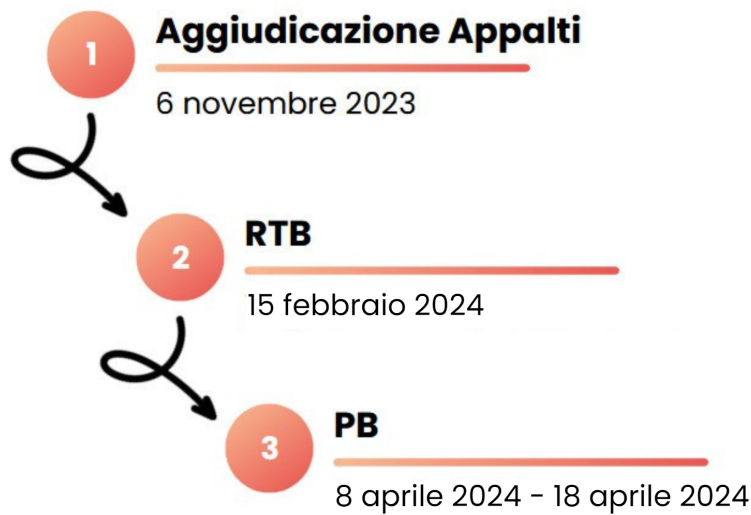 1
Aggiudicazione Appalti
6 novembre 2023
2
RTB
15 febbraio 2024
3
PB
8 aprile 2024 - 18 aprile 2024